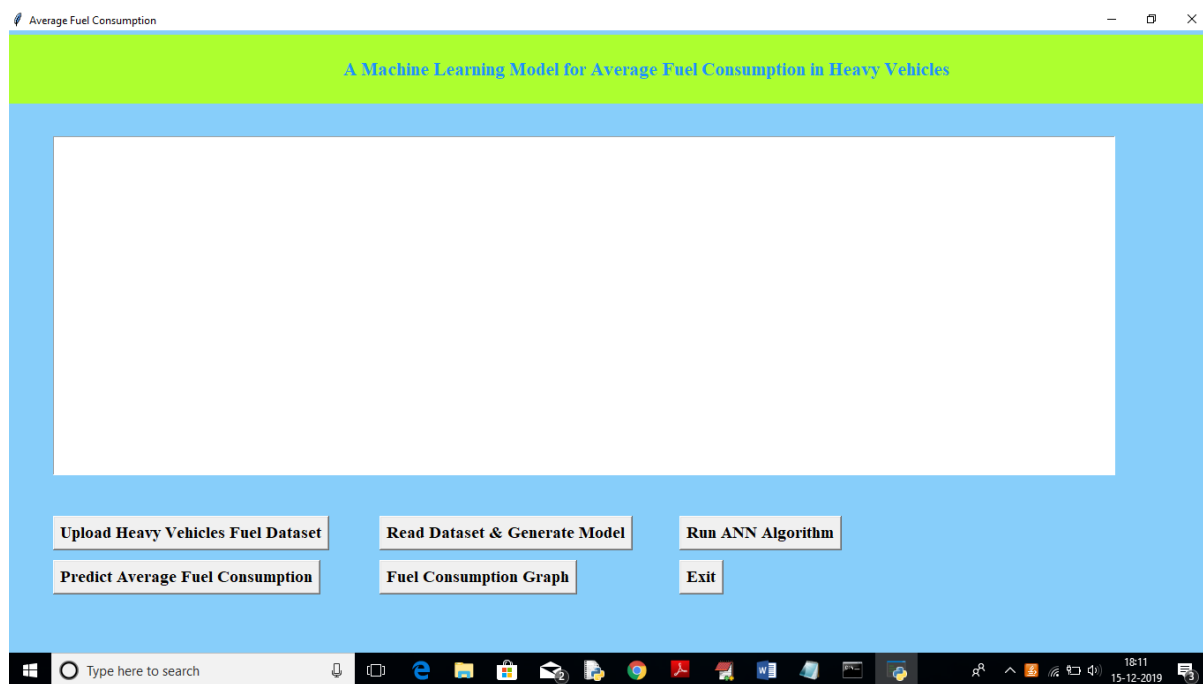 Average Fuel Consumption
A Machine Learning Model for Average Fuel Consumption in Heavy Vehicles
Upload Heavy Vehicles Fuel Dataset
Read Dataset & Generate Model
Run ANN Algorithm
Predict Average Fuel Consumption
Fuel Consumption Graph
Exit
Type here to search
2
18:11
15-12-2019
3